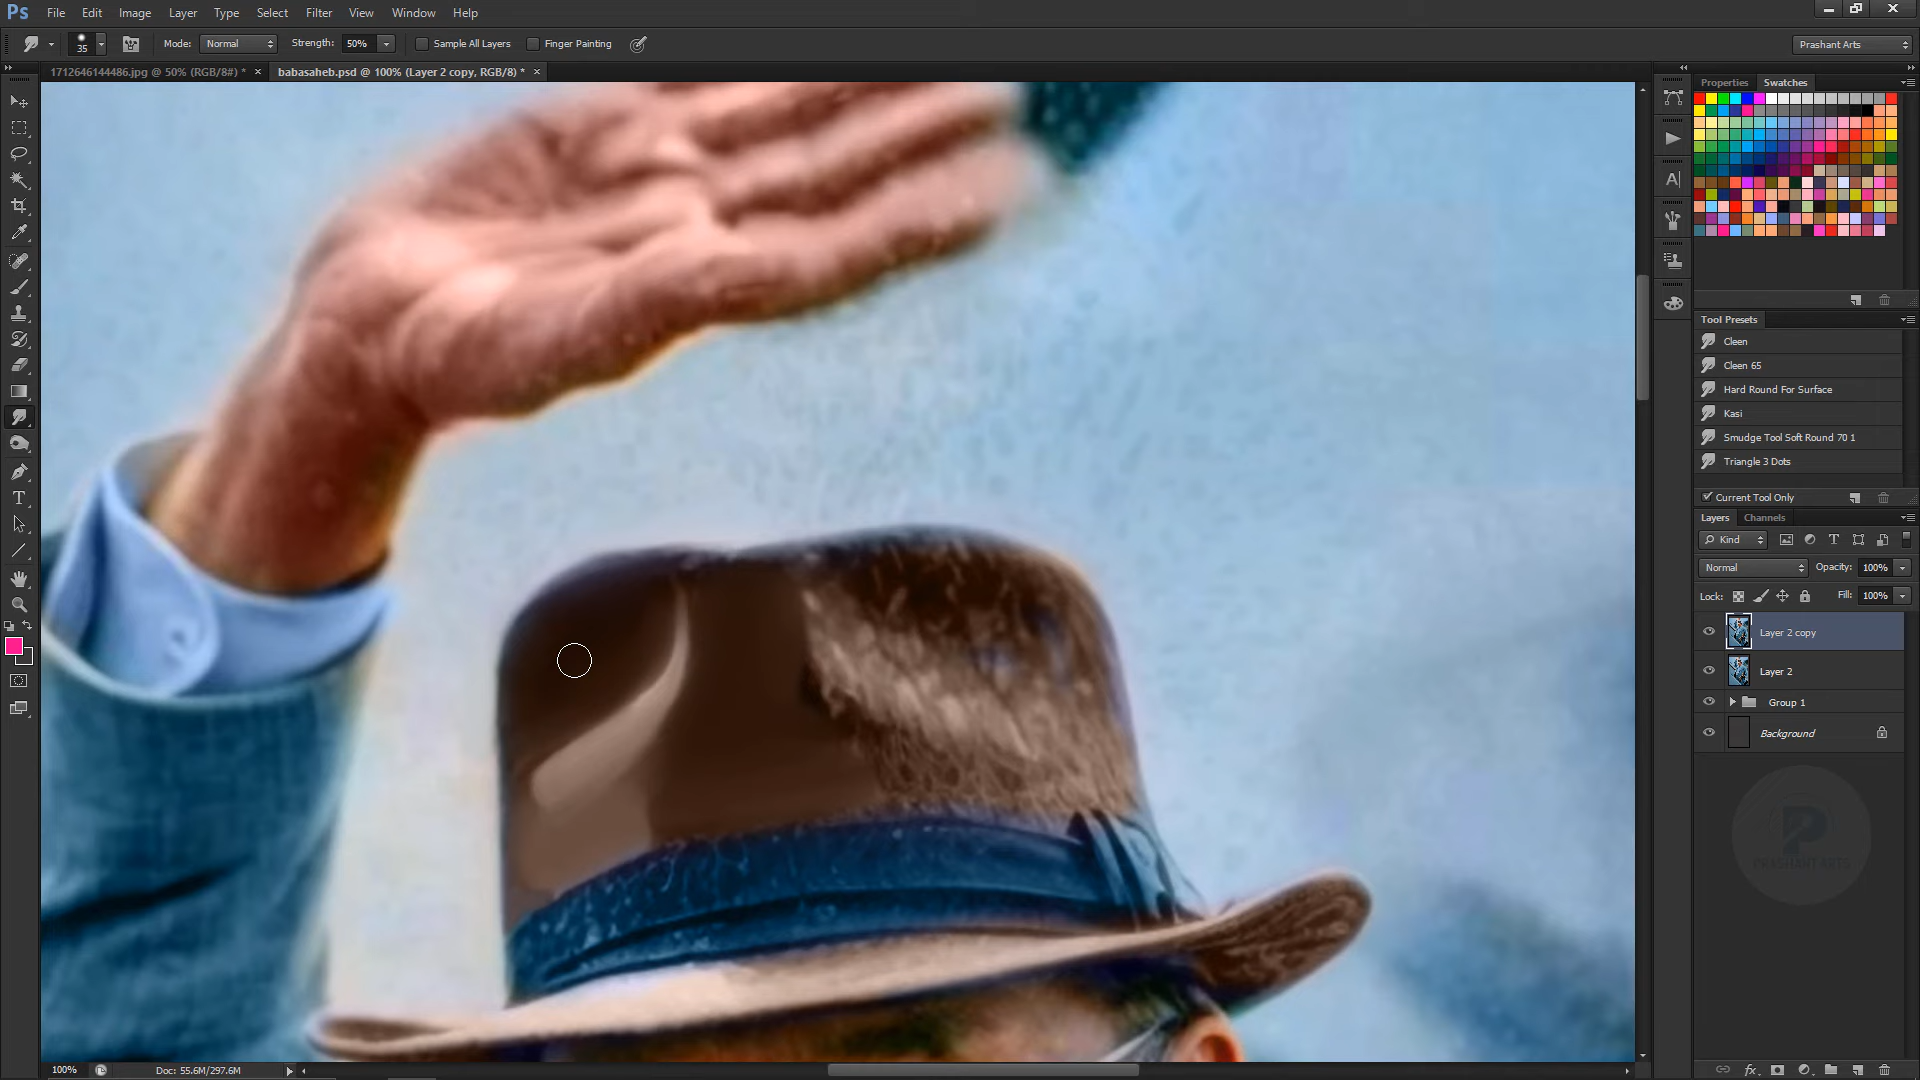 Ps File Edit Image Layer Type Select Filter View Window Help
35 Mode: Normal Strength: 50% Sample All Layers Finger Painting Prashant Arts
1712646144486.jpg @ 50% (RGB/8#) * × babasaheb.psd @ 100% (Layer 2 copy, RGB/8) * ×
Properties Swatches
Tool Presets
Cleen
Cleen 65
Hard Round For Surface
Kasi
Smudge Tool Soft Round 70 1
Triangle 3 Dots
Current Tool Only
Layers Channels
Kind
Normal Opacity: 100%
Lock: Fill: 100%
Layer 2 copy
Layer 2
Group 1
Background
PRASHANT ARTS
100% Doc: 55.6M/297.6M